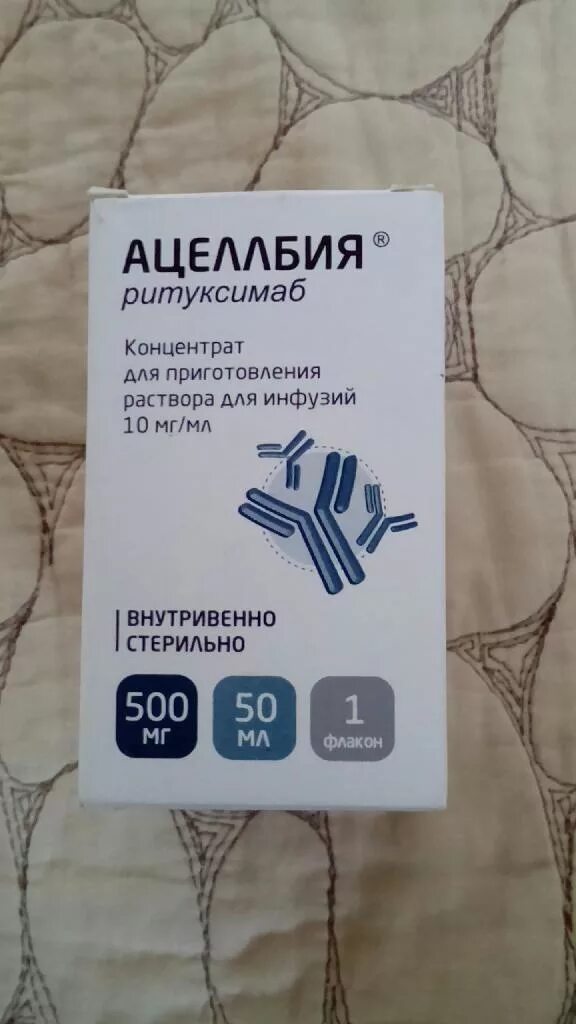 АЦЕЛЛБИЯ®
ритуксимаб
Концентрат
для приготовления
раствора для инфузий
10 мг/мл
ВНУТРИВЕННО
СТЕРИЛЬНО
500 мг
50 мл
1 флакон